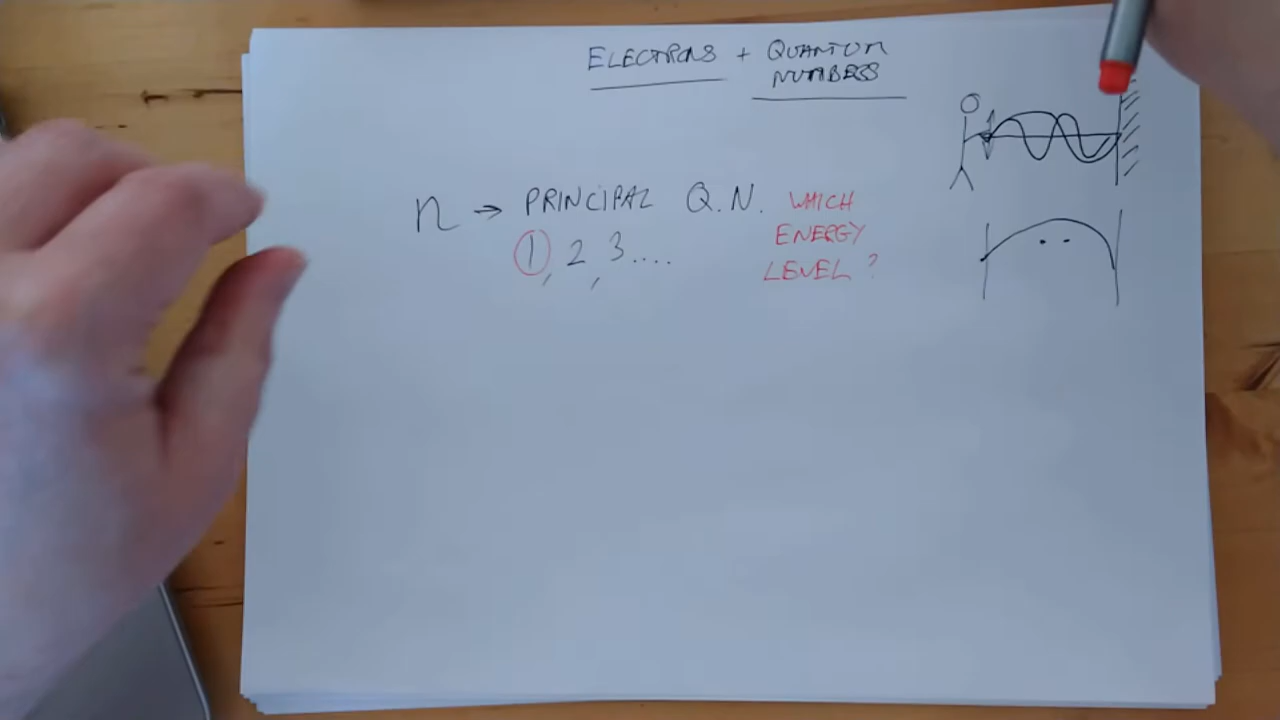 ELECTRONS + QUANTUM
NUMBERS
n → PRINCIPAL Q.N. WHICH
1, 2, 3.... ENERGY
LEVEL ?